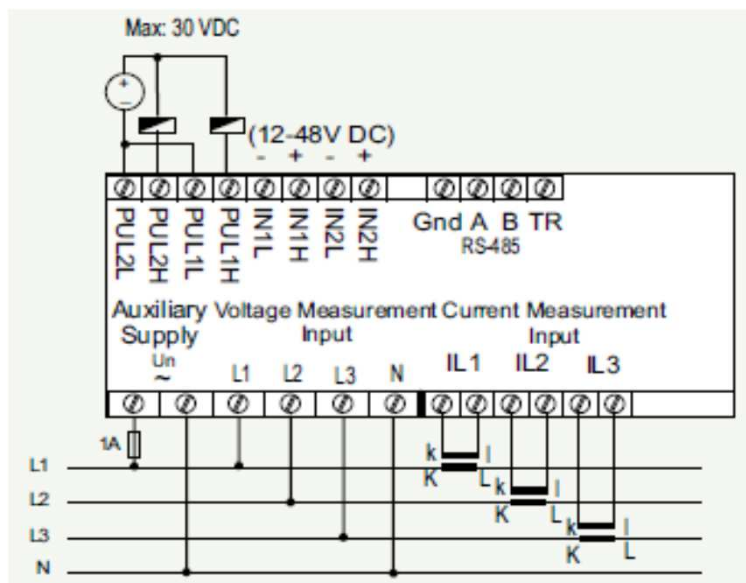 Max: 30 VDC
+
−
(12-48V DC)
- + - +
PUL2L PUL2H PUL1L PUL1H IN1L IN1H IN2L IN2H
Gnd A B TR
RS-485
Auxiliary Supply
Voltage Measurement Input
Current Measurement Input
Un
~
L1 L2 L3 N
IL1 IL2 IL3
1A
L1
k l
K L
L2
k l
K L
L3
k l
K L
N